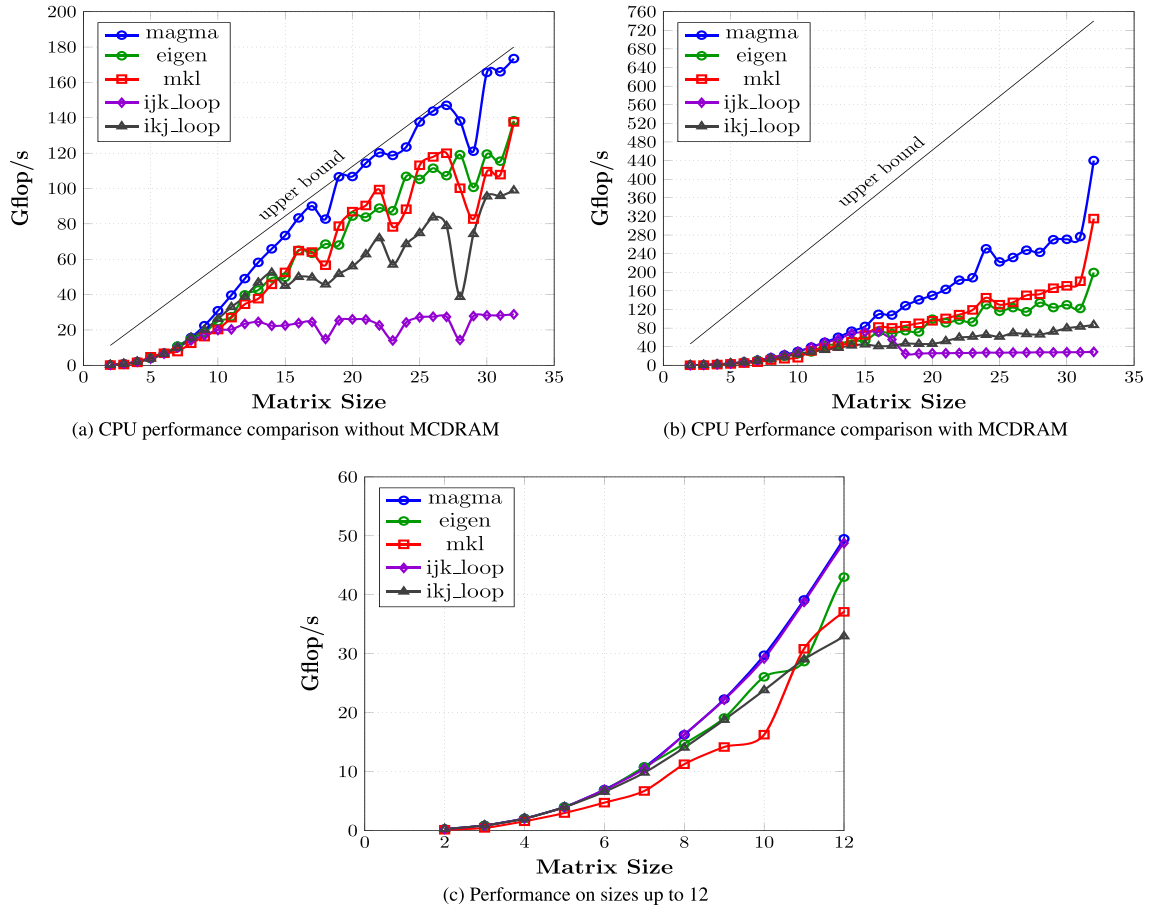 180
160
140
120
100
80
60
40
20
0
Gflop/s
magma
eigen
mkl
ijk_loop
ikj_loop
upper bound
0 5 10 15 20 25 30 35
Matrix Size
(a) CPU performance comparison without MCDRAM
200
760
720
680
640
600
560
520
480
440
400
360
320
280
240
200
160
120
80
40
0
Gflop/s
magma
eigen
mkl
ijk_loop
ikj_loop
upper bound
0 5 10 15 20 25 30 35
Matrix Size
(b) CPU Performance comparison with MCDRAM
60
50
40
30
20
10
0
Gflop/s
magma
eigen
mkl
ijk_loop
ikj_loop
0 2 4 6 8 10 12
Matrix Size
(c) Performance on sizes up to 12